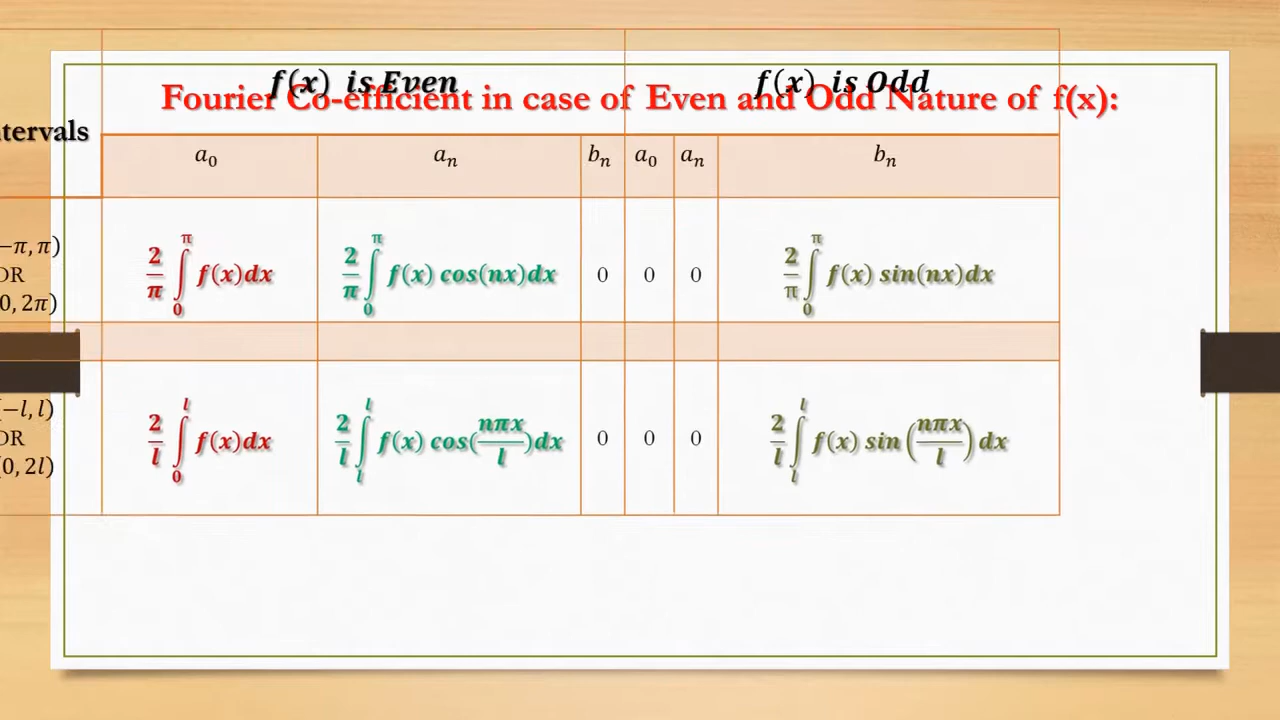 f(x) is Even f(x) is Odd
Fourier Co-efficient in case of Even and Odd Nature of f(x):
ntervals
a₀ aₙ bₙ a₀ aₙ bₙ
−π, π)
OR
0, 2π)
2/π ∫₀^π f(x)dx 2/π ∫₀^π f(x) cos(nx)dx 0 0 0 2/π ∫₀^π f(x) sin(nx)dx
(−l, l)
OR
(0, 2l)
2/l ∫₀^l f(x)dx 2/l ∫_l^l f(x) cos(nπx/l)dx 0 0 0 2/l ∫_l^l f(x) sin(nπx/l)dx